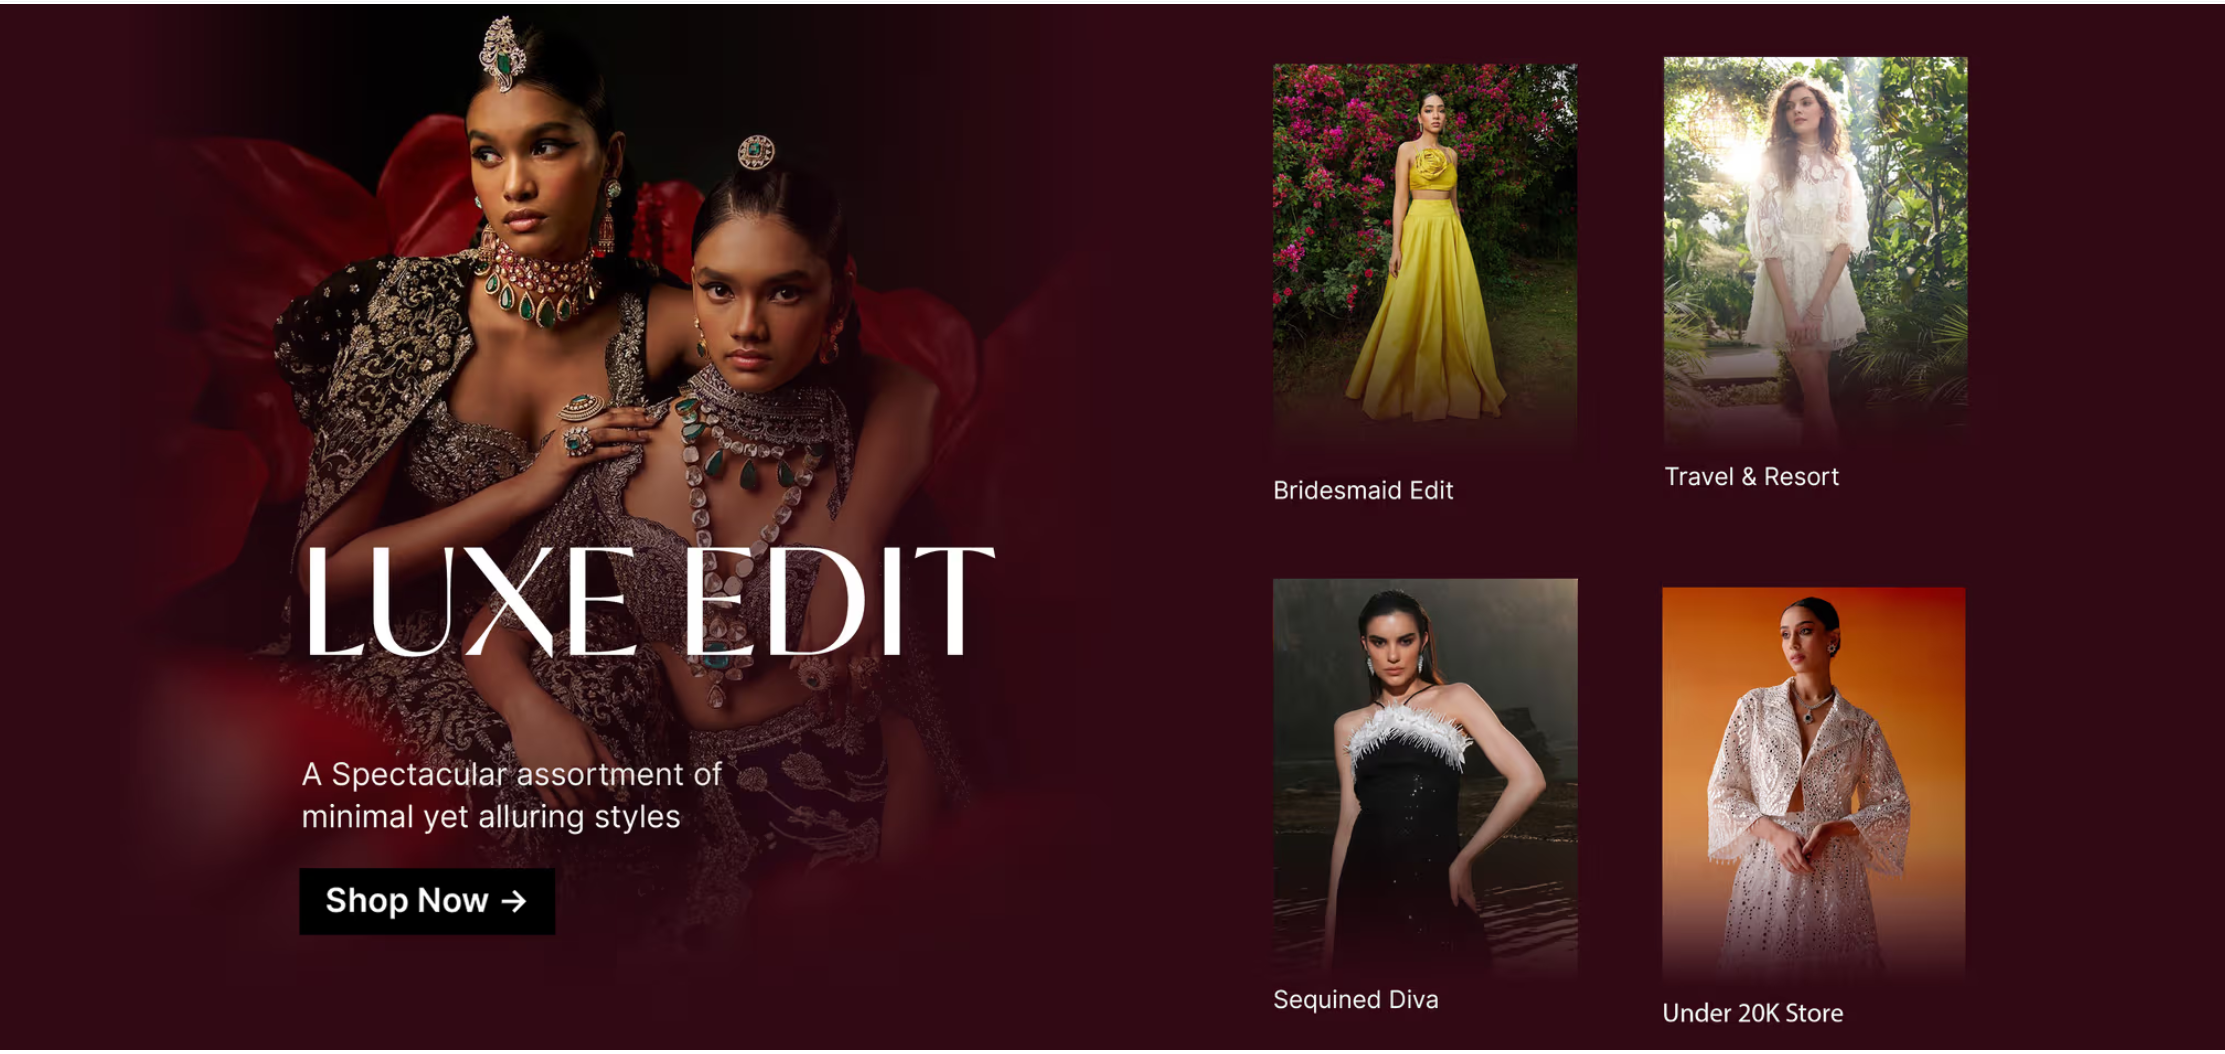 LUXE EDIT
A Spectacular assortment of
minimal yet alluring styles
Shop Now →
Bridesmaid Edit
Travel & Resort
Sequined Diva
Under 20K Store